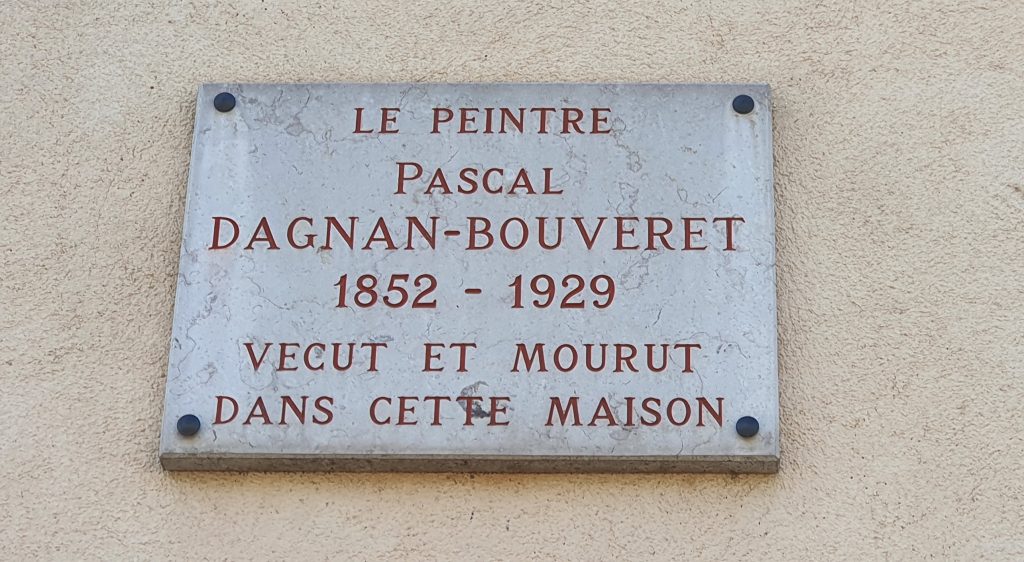 LE PEINTRE
PASCAL
DAGNAN-BOUVERET
1852 - 1929
VECUT ET MOURUT
DANS CETTE MAISON